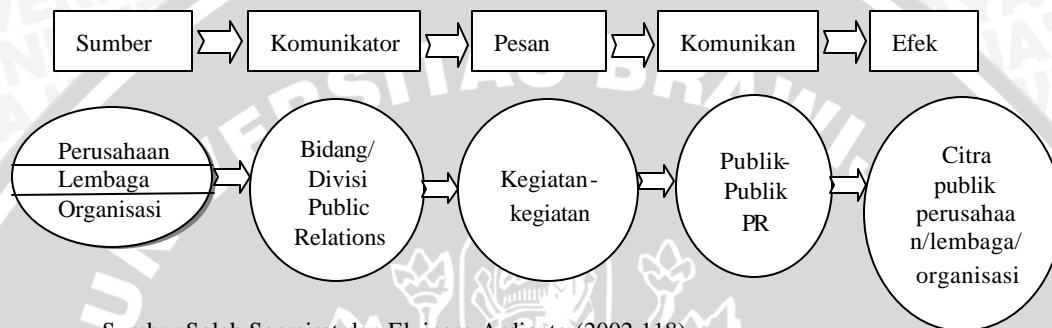 Sumber
Komunikator
Pesan
Komunikan
Efek
Perusahaan
Lembaga
Organisasi
Bidang/
Divisi
Public
Relations
Kegiatan-
kegiatan
Publik-
Publik
PR
Citra
publik
perusahaa
n/lembaga/
organisasi